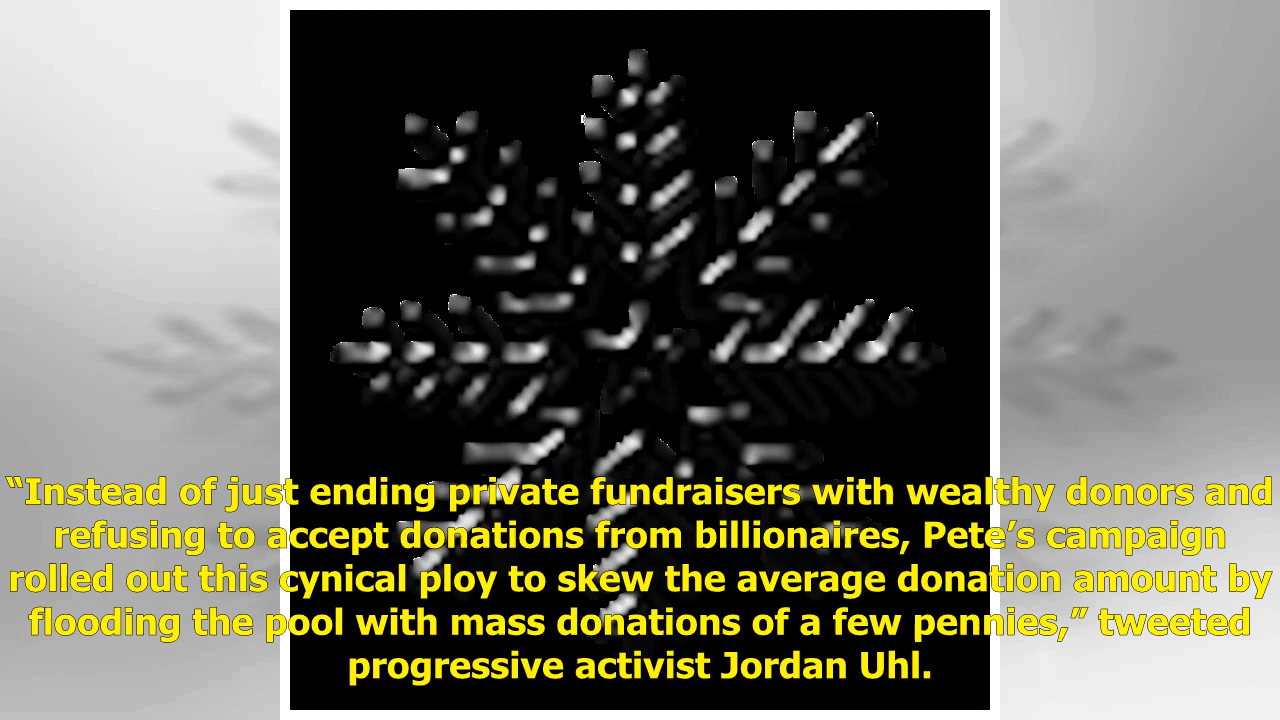 “Instead of just ending private fundraisers with wealthy donors and
refusing to accept donations from billionaires, Pete’s campaign
rolled out this cynical ploy to skew the average donation amount by
flooding the pool with mass donations of a few pennies,” tweeted
progressive activist Jordan Uhl.